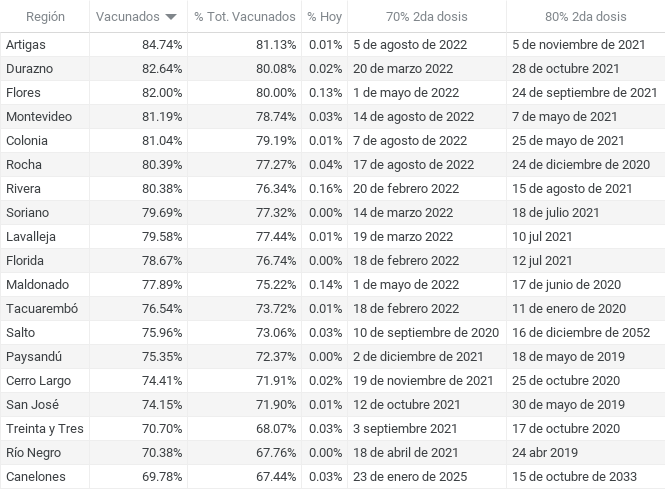 Región Vacunados % Tot. Vacunados % Hoy 70% 2da dosis 80% 2da dosis
Artigas 84.74% 81.13% 0.01% 5 de agosto de 2022 5 de noviembre de 2021
Durazno 82.64% 80.08% 0.02% 20 de marzo 2022 28 de octubre 2021
Flores 82.00% 80.00% 0.13% 1 de mayo de 2022 24 de septiembre de 2021
Montevideo 81.19% 78.74% 0.03% 14 de agosto de 2022 7 de mayo de 2021
Colonia 81.04% 79.19% 0.01% 7 de agosto de 2022 25 de mayo de 2021
Rocha 80.39% 77.27% 0.04% 17 de agosto de 2022 24 de diciembre de 2020
Rivera 80.38% 76.34% 0.16% 20 de febrero 2022 15 de agosto de 2021
Soriano 79.69% 77.32% 0.00% 14 de marzo 2022 18 de julio 2021
Lavalleja 79.58% 77.44% 0.01% 19 de marzo 2022 10 jul 2021
Florida 78.67% 76.74% 0.00% 18 de febrero 2022 12 jul 2021
Maldonado 77.89% 75.22% 0.14% 1 de mayo de 2022 17 de junio de 2020
Tacuarembó 76.54% 73.72% 0.01% 18 de febrero 2022 11 de enero de 2020
Salto 75.96% 73.06% 0.03% 10 de septiembre de 2020 16 de diciembre de 2052
Paysandú 75.35% 72.37% 0.00% 2 de diciembre de 2021 18 de mayo de 2019
Cerro Largo 74.41% 71.91% 0.02% 19 de noviembre de 2021 25 de octubre 2020
San José 74.15% 71.90% 0.01% 12 de octubre 2021 30 de mayo de 2019
Treinta y Tres 70.70% 68.07% 0.03% 3 septiembre 2021 17 de octubre 2020
Río Negro 70.38% 67.76% 0.00% 18 de abril de 2021 24 abr 2019
Canelones 69.78% 67.44% 0.03% 23 de enero de 2025 15 de octubre de 2033